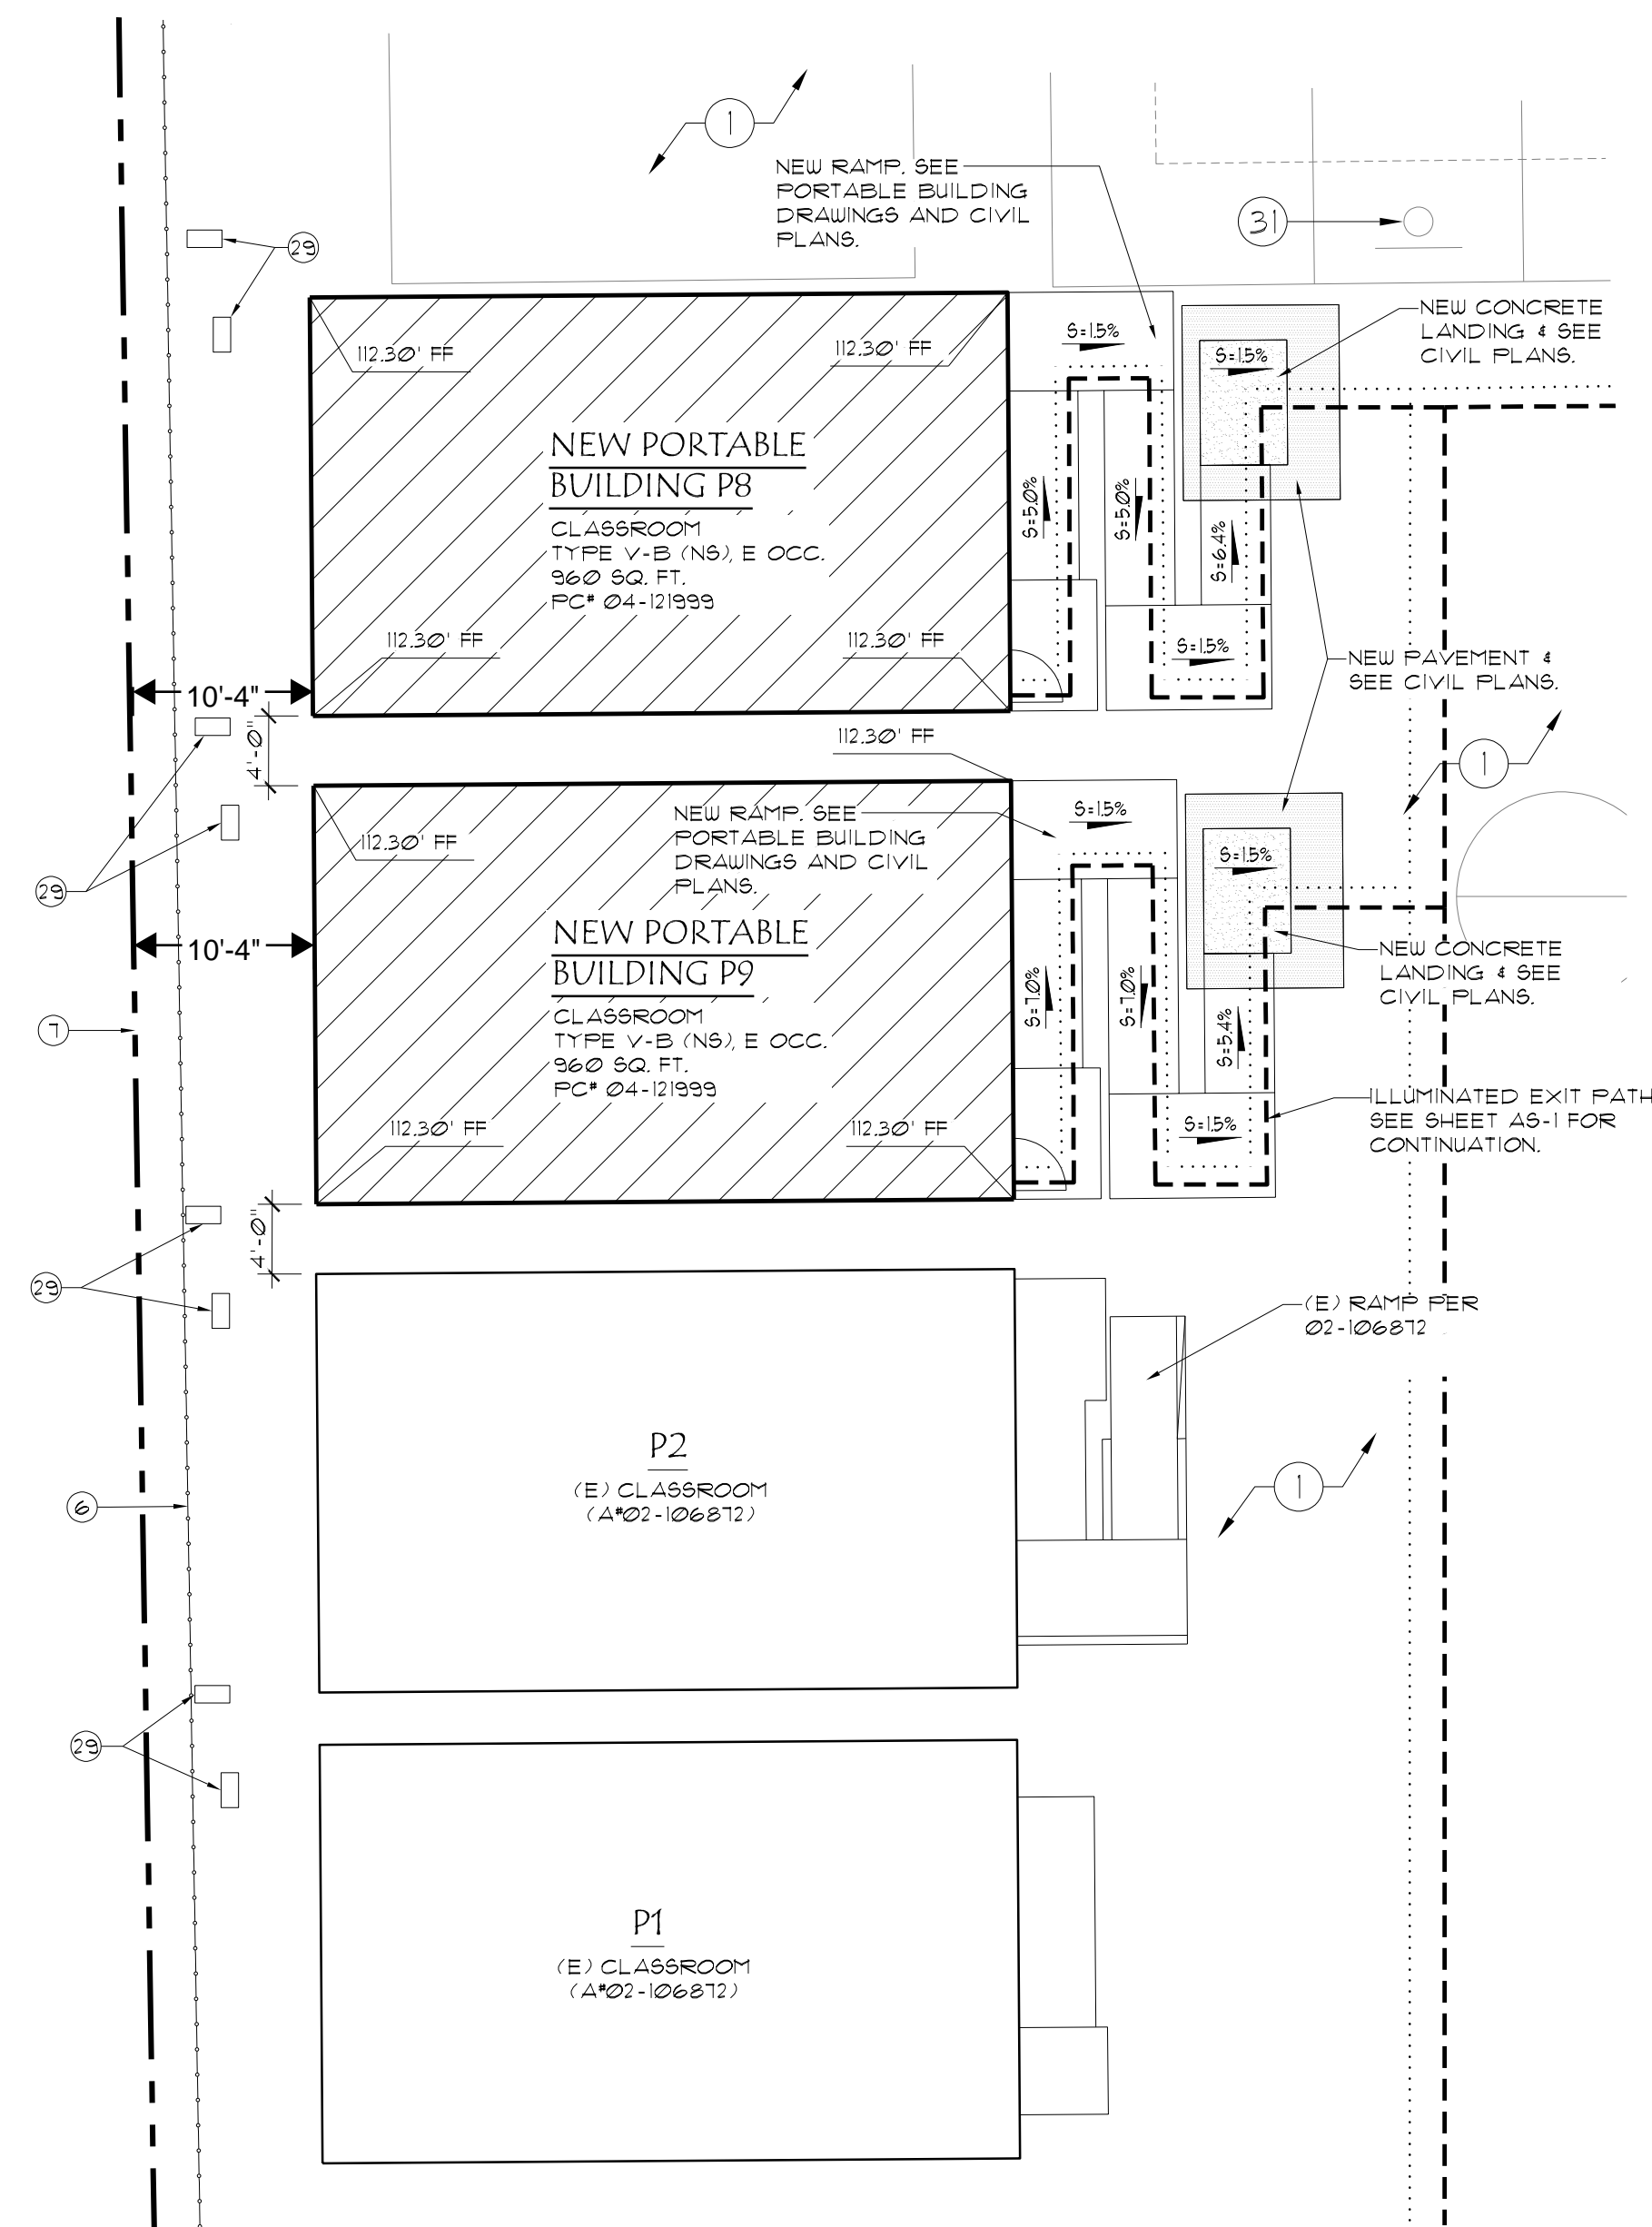 1
NEW RAMP. SEE
PORTABLE BUILDING
DRAWINGS AND CIVIL
PLANS.
31
29
NEW CONCRETE
LANDING & SEE
CIVIL PLANS.
S=1.5%
S=1.5%
112.30' FF
112.30' FF
NEW PORTABLE
BUILDING P8
CLASSROOM
TYPE V-B (NS), E OCC.
960 SQ. FT.
PC# 04-121999
S=5.0%
S=5.0%
S=6.4%
112.30' FF
112.30' FF
S=1.5%
NEW PAVEMENT &
SEE CIVIL PLANS.
10'-4"
4'-0"
112.30' FF
1
NEW RAMP. SEE
PORTABLE BUILDING
DRAWINGS AND CIVIL
PLANS.
S=1.5%
112.30' FF
S=1.5%
29
10'-4"
NEW PORTABLE
BUILDING P9
CLASSROOM
TYPE V-B (NS), E OCC.
960 SQ. FT.
PC# 04-121999
NEW CONCRETE
LANDING & SEE
CIVIL PLANS.
S=7.0%
S=7.0%
S=5.4%
7
112.30' FF
112.30' FF
S=1.5%
ILLUMINATED EXIT PATH
SEE SHEET AS-1 FOR
CONTINUATION.
4'-0"
29
(E) RAMP PER
02-106872
P2
(E) CLASSROOM
(A#02-106872)
1
6
29
P1
(E) CLASSROOM
(A#02-106872)